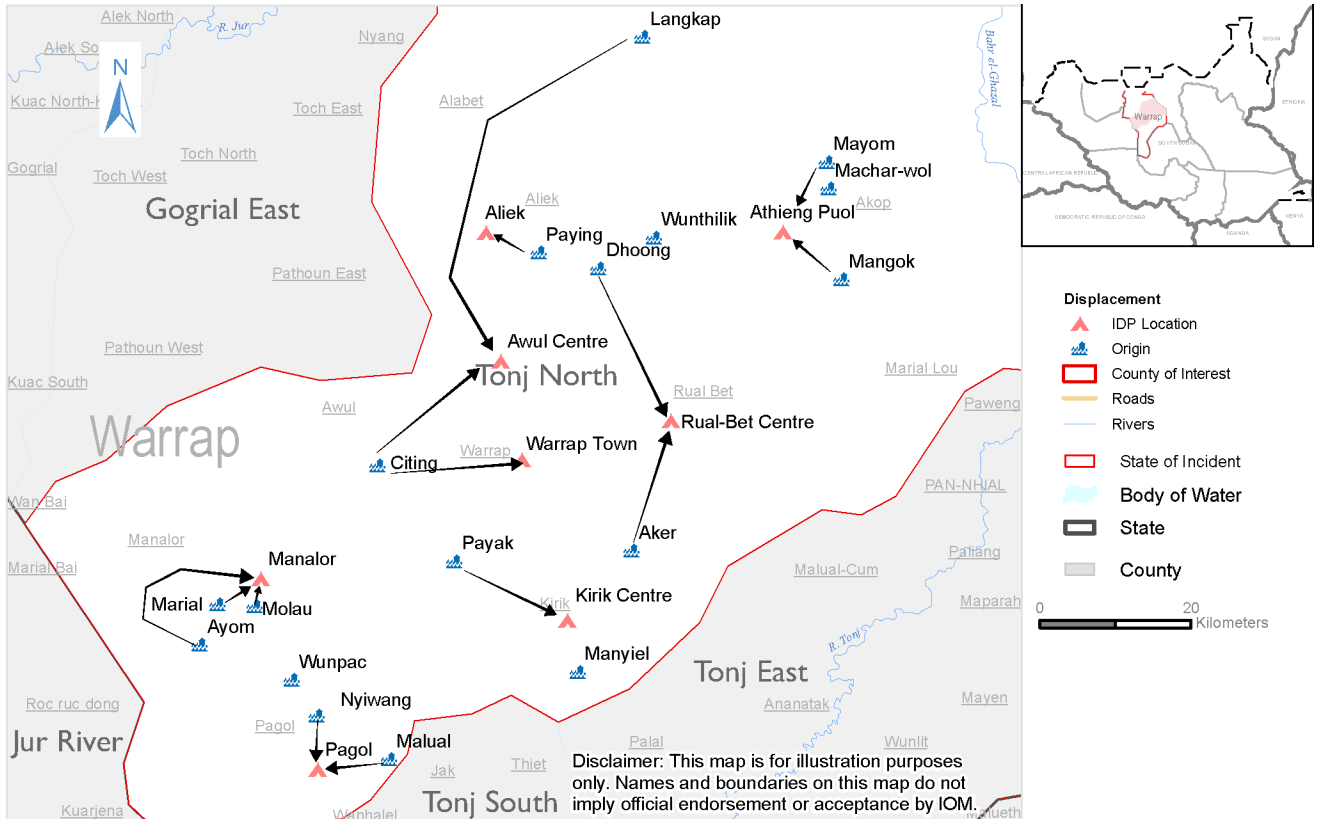 Alek North
R. Jur
Nyang
Alek So
N
Kuac North-K
Toch East
Alabet
Bahr el-Ghazal
Langkap
Gogrial
Toch North
Toch West
Gogrial East
Pathoun East
Mayom
Machar-wol
Akop
Aliek
Aliek
Wunthilik
Athieng Puol
Paying
Dhoong
Mangok
Awul Centre
Tonj North
Pathoun West
Kuac South
Marial Lou
Rual Bet
Paweng
Rual-Bet Centre
Awul
Warrap
Warrap
Warrap Town
Citing
Wan Bai
PAN-NHIAL
Manalor
Manalor
Payak
Aker
Paliang
Marial Bai
Malual-Cum
Marial
Molau
Kirik
Kirik Centre
Maparah
Ayom
R. Tonj
Wunpac
Manyiel
Tonj East
Nyiwang
Roc ruc dong
Ananatak
Mayen
Pagol
Jur River
Pagol
Malual
Palal
Wunlit
Jak
Thiet
Tonj South
Kuarjena
Wanhalel
Malueth
Disclaimer: This map is for illustration purposes
only. Names and boundaries on this map do not
imply official endorsement or acceptance by IOM.
SUDAN
ETHIOPIA
Warrap
SOUTH SUDAN
CENTRAL AFRICAN REPUBLIC
DEMOCRATIC REPUBLIC OF CONGO
UGANDA
KENYA
Displacement
IDP Location
Origin
County of Interest
Roads
Rivers
State of Incident
Body of Water
State
County
0 20
Kilometers